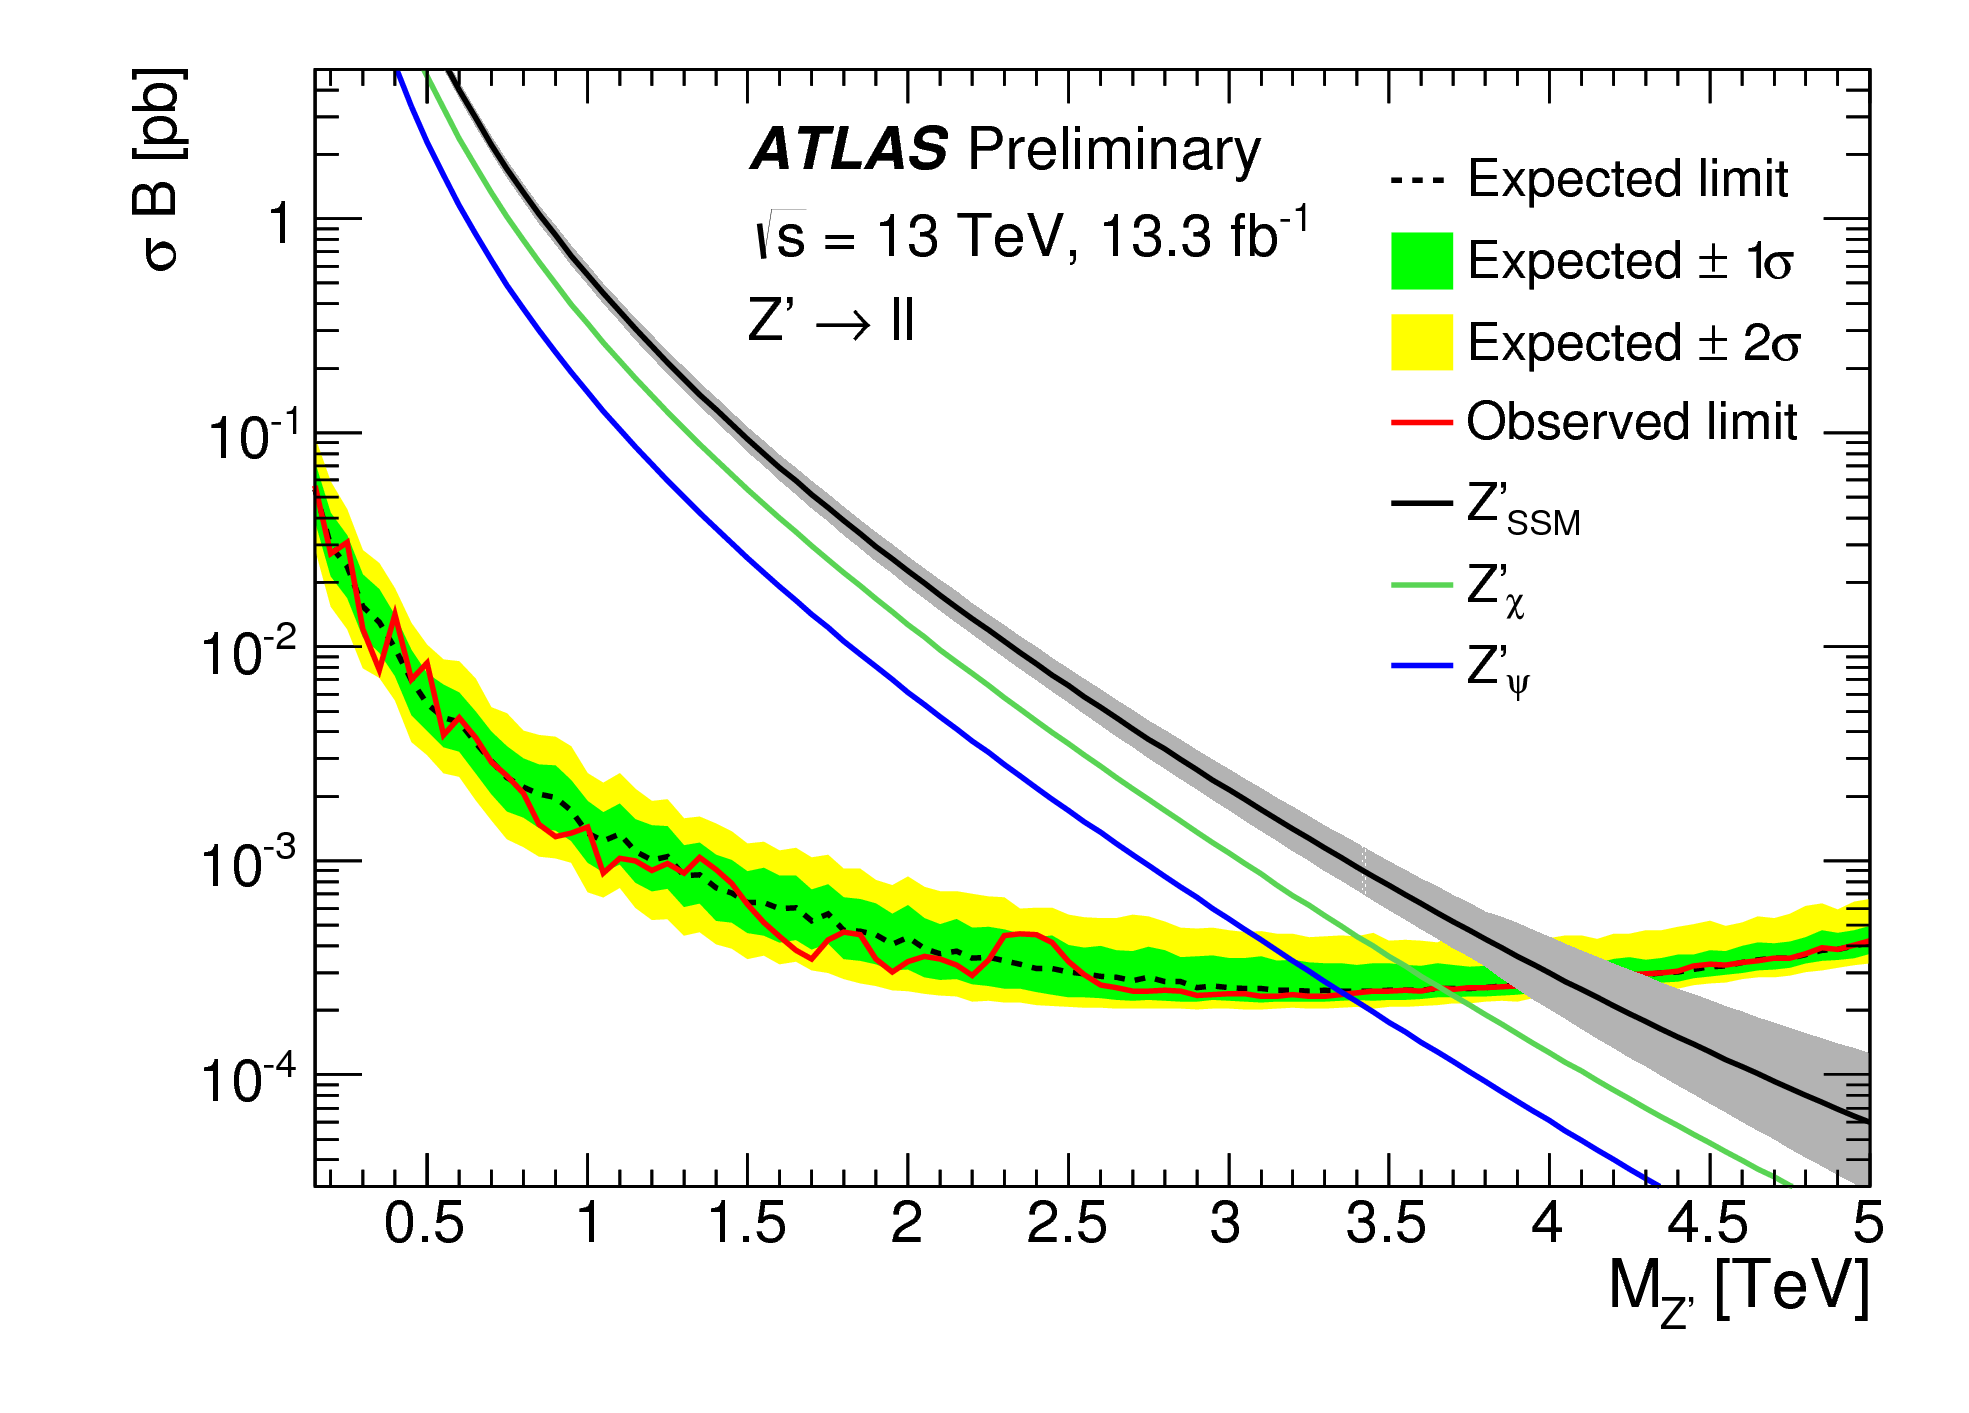 σ B [pb]
1
10⁻¹
10⁻²
10⁻³
10⁻⁴
ATLAS Preliminary
√s = 13 TeV, 13.3 fb⁻¹
Z' → ll
Expected limit
Expected ± 1σ
Expected ± 2σ
Observed limit
Z'SSM
Z'χ
Z'ψ
0.5 1 1.5 2 2.5 3 3.5 4 4.5 5
MZ' [TeV]